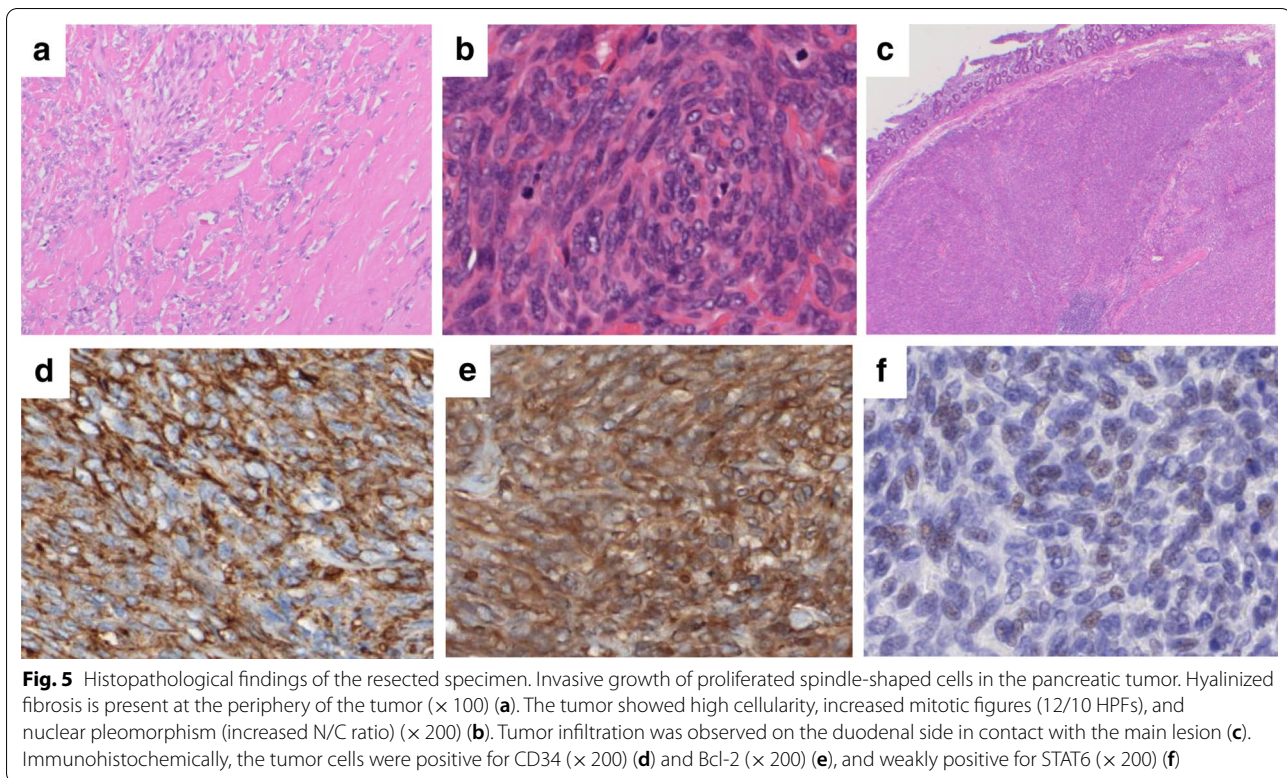 a
b
c
d
e
f
Fig. 5 Histopathological findings of the resected specimen. Invasive growth of proliferated spindle-shaped cells in the pancreatic tumor. Hyalinized
fibrosis is present at the periphery of the tumor (× 100) (a). The tumor showed high cellularity, increased mitotic figures (12/10 HPFs), and
nuclear pleomorphism (increased N/C ratio) (× 200) (b). Tumor infiltration was observed on the duodenal side in contact with the main lesion (c).
Immunohistochemically, the tumor cells were positive for CD34 (× 200) (d) and Bcl-2 (× 200) (e), and weakly positive for STAT6 (× 200) (f)